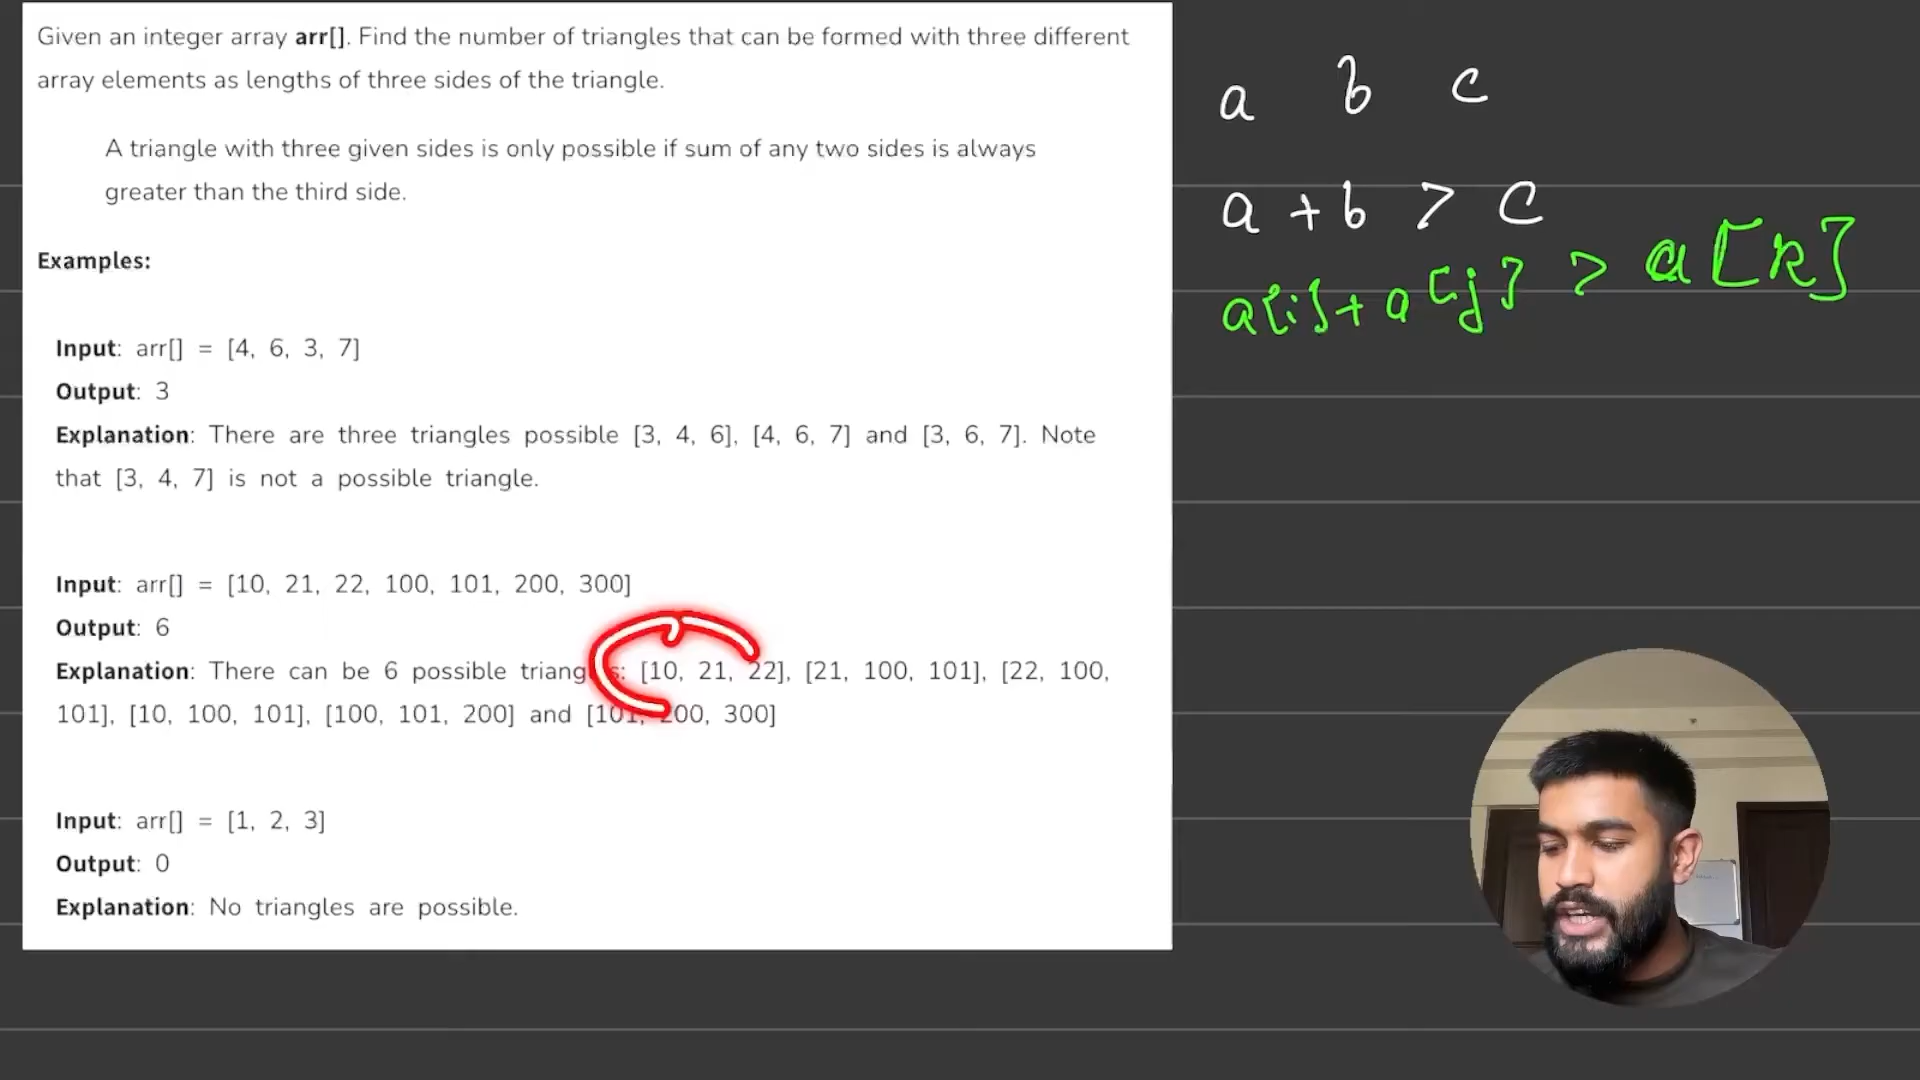 Given an integer array arr[]. Find the number of triangles that can be formed with three different
array elements as lengths of three sides of the triangle.
A triangle with three given sides is only possible if sum of any two sides is always
greater than the third side.
Examples:
Input: arr[] = [4, 6, 3, 7]
Output: 3
Explanation: There are three triangles possible [3, 4, 6], [4, 6, 7] and [3, 6, 7]. Note
that [3, 4, 7] is not a possible triangle.
Input: arr[] = [10, 21, 22, 100, 101, 200, 300]
Output: 6
Explanation: There can be 6 possible triangles: [10, 21, 22], [21, 100, 101], [22, 100,
101], [10, 100, 101], [100, 101, 200] and [101, 200, 300]
Input: arr[] = [1, 2, 3]
Output: 0
Explanation: No triangles are possible.
a b c
a + b > c
a[i] + a[j] > a[k]